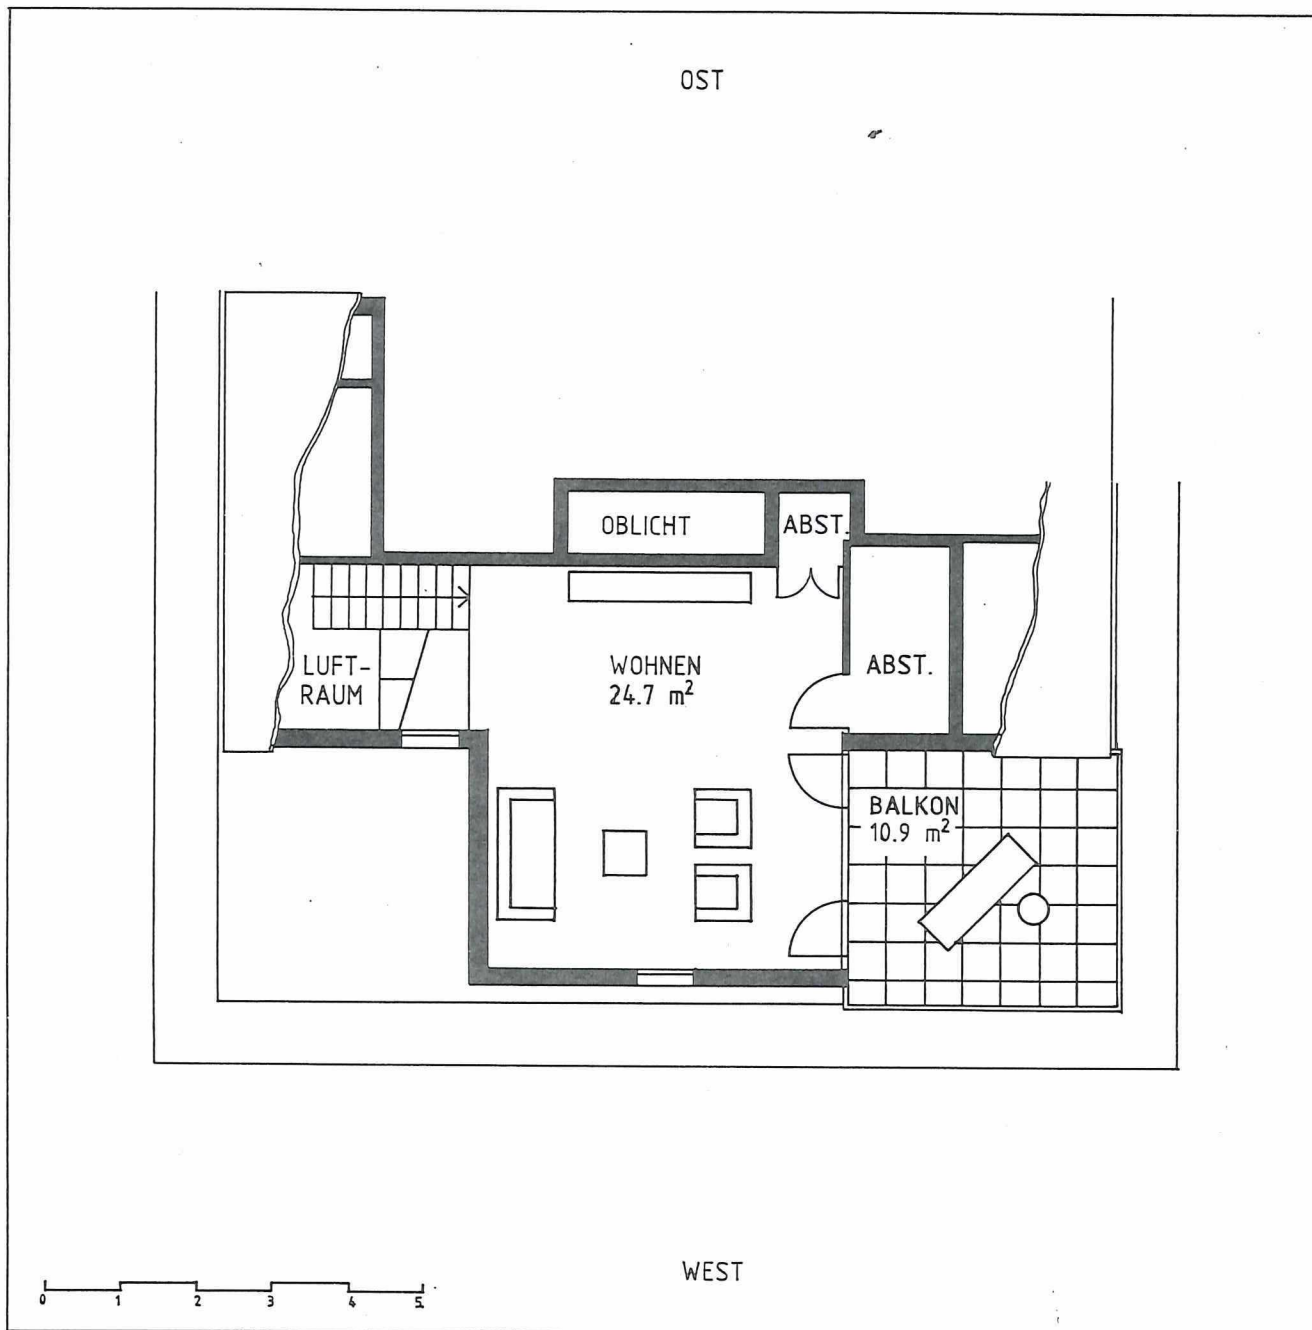 OST
OBLICHT
ABST.
LUFT-
RAUM
WOHNEN
24.7 m²
ABST.
BALKON
10.9 m²
WEST
0 1 2 3 4 5